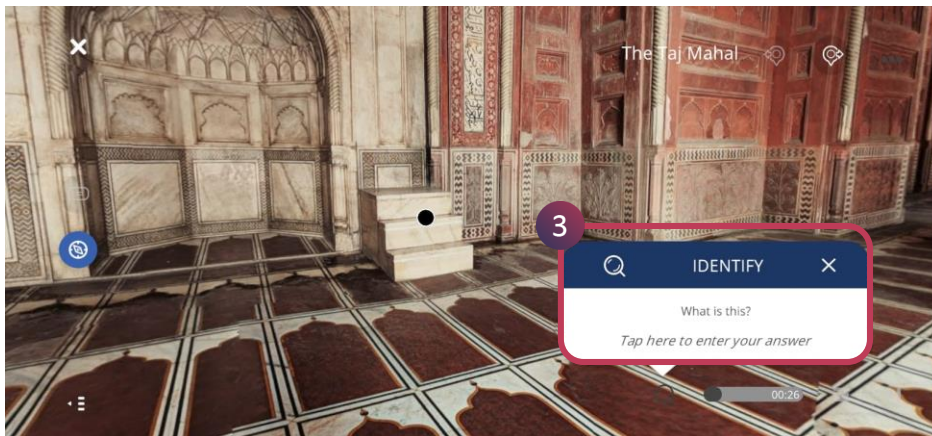 The Taj Mahal
3
IDENTIFY
What is this?
Tap here to enter your answer
00:26